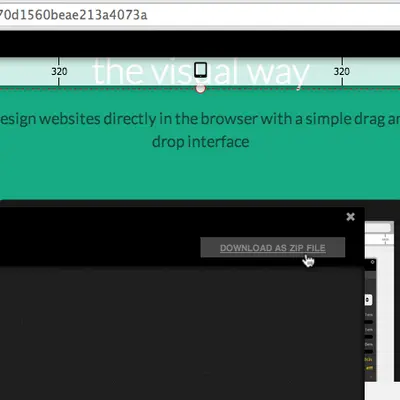 70d1560beae213a4073a
320
320
the visual way
esign websites directly in the browser with a simple drag an
drop interface
DOWNLOAD AS ZIP FILE